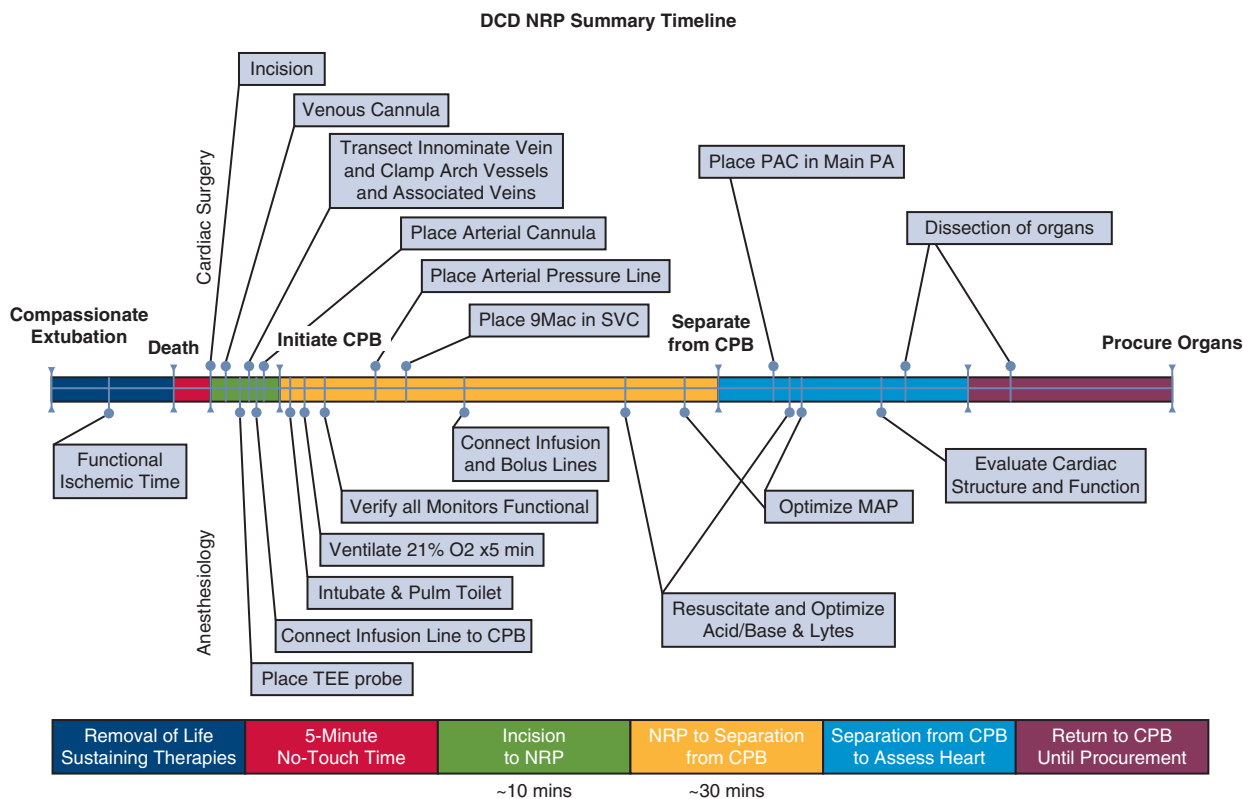 DCD NRP Summary Timeline
Cardiac Surgery
Incision
Venous Cannula
Transect Innominate Vein
and Clamp Arch Vessels
and Associated Veins
Place Arterial Cannula
Place Arterial Pressure Line
Place 9Mac in SVC
Place PAC in Main PA
Dissection of organs
Compassionate
Extubation
Death
Initiate CPB
Separate
from CPB
Procure Organs
Functional
Ischemic Time
Connect Infusion
and Bolus Lines
Evaluate Cardiac
Structure and Function
Verify all Monitors Functional
Optimize MAP
Anesthesiology
Ventilate 21% O2 x5 min
Intubate & Pulm Toilet
Resuscitate and Optimize
Acid/Base & Lytes
Connect Infusion Line to CPB
Place TEE probe
Removal of Life
Sustaining Therapies
5-Minute
No-Touch Time
Incision
to NRP
NRP to Separation
from CPB
Separation from CPB
to Assess Heart
Return to CPB
Until Procurement
~10 mins
~30 mins